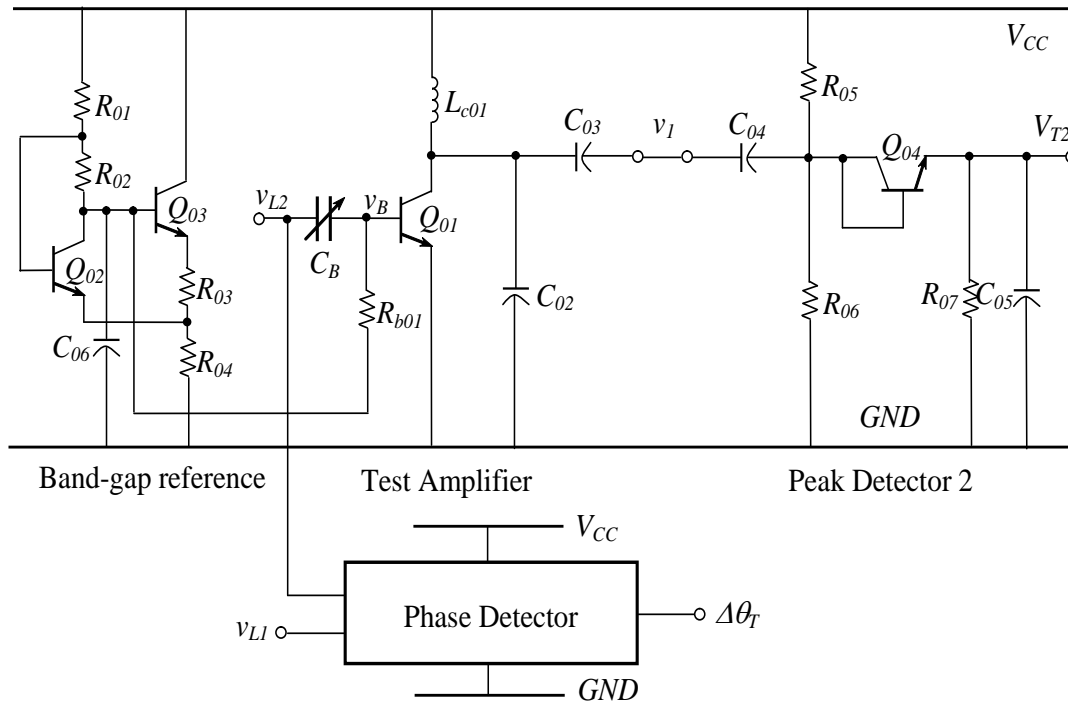 V_CC
R_01
R_02
Q_03
Q_02
R_03
C_06
R_04
v_L2
C_B
v_B
R_b01
L_c01
Q_01
C_02
C_03
v_1
C_04
R_05
Q_04
V_T2
R_06
R_07
C_05
GND
Band-gap reference
Test Amplifier
Peak Detector 2
V_CC
Phase Detector
v_L1
Δθ_T
GND